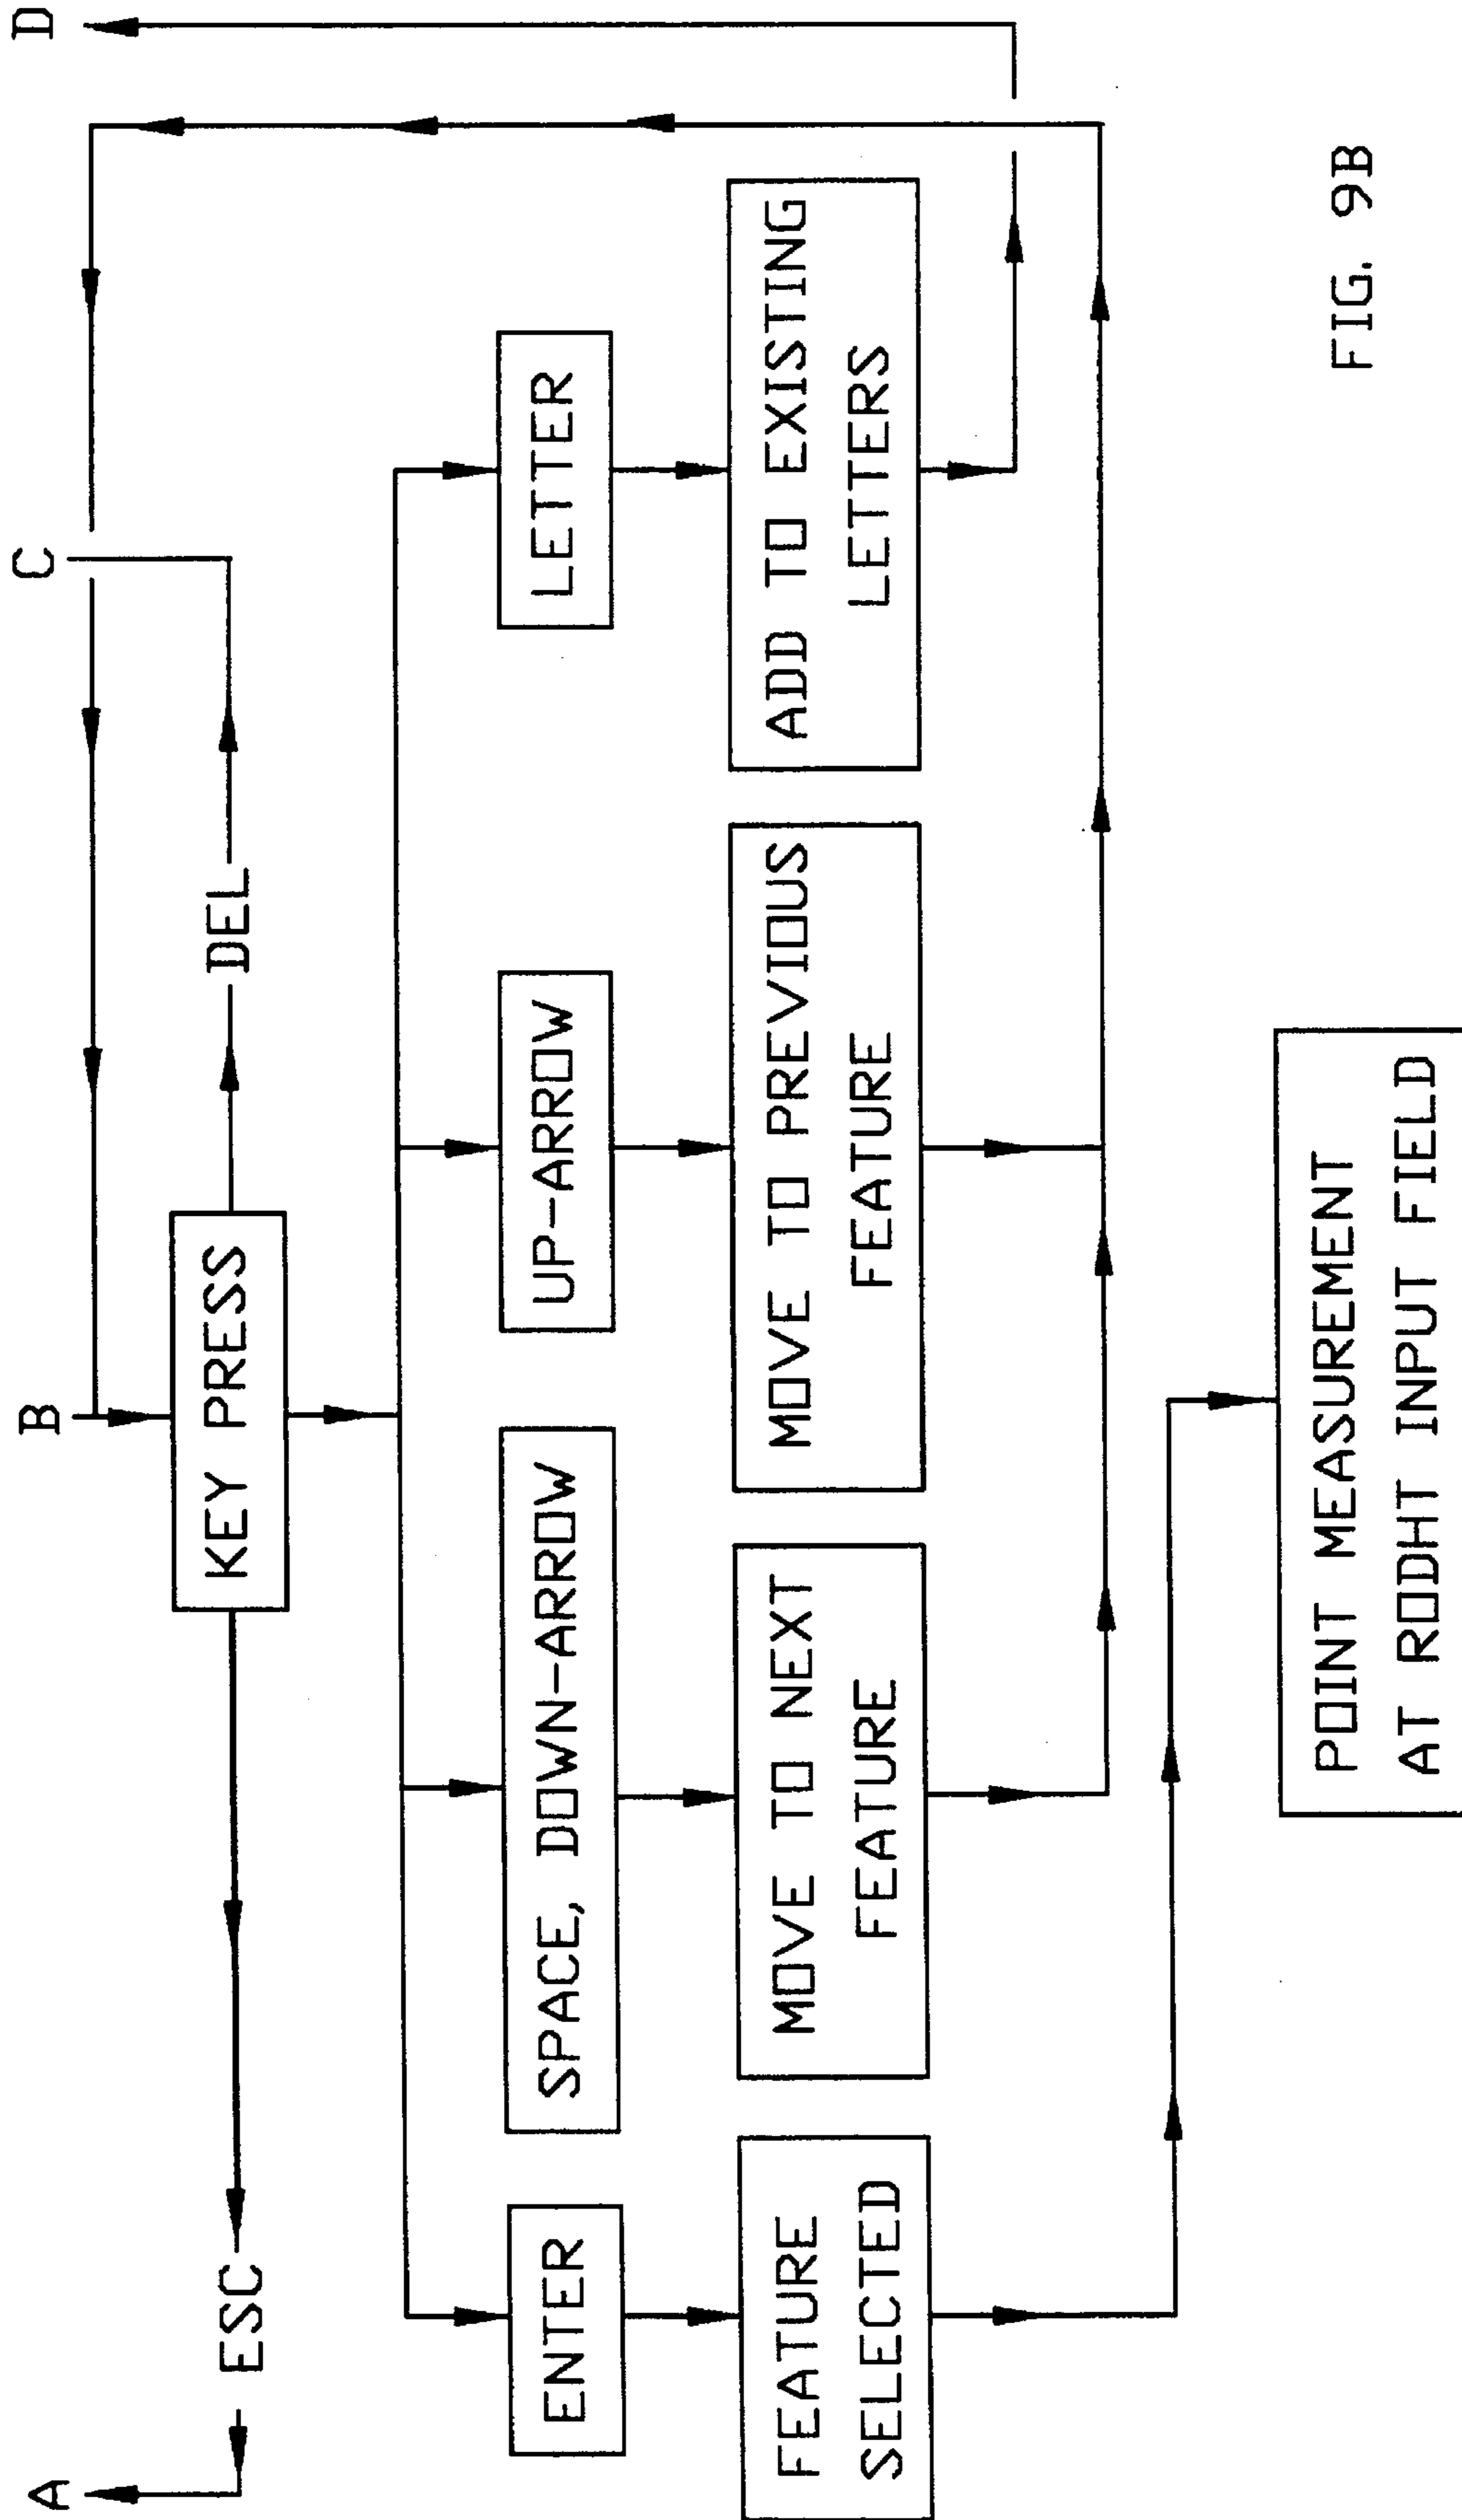 A
B
C
D
KEY PRESS
ESC
DEL
ENTER
SPACE, DOWN-ARROW
UP-ARROW
LETTER
FEATURE
SELECTED
MOVE TO NEXT
FEATURE
MOVE TO PREVIOUS
FEATURE
ADD TO EXISTING
LETTERS
POINT MEASUREMENT
AT RODHT INPUT FIELD
FIG. 9B